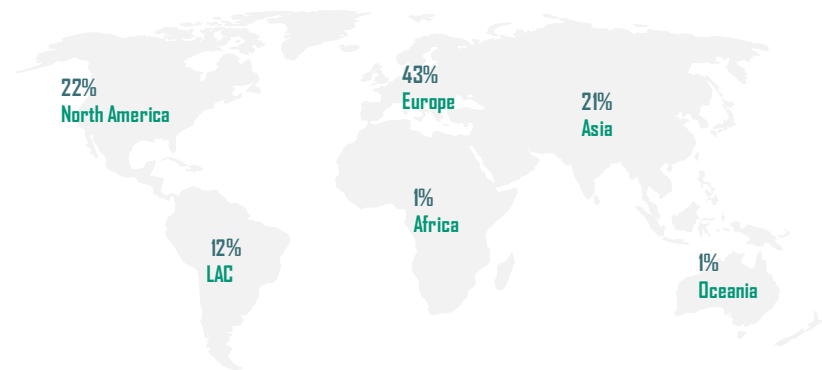 43%
Europe
22%
North America
21%
Asia
1%
Africa
12%
LAC
1%
Oceania